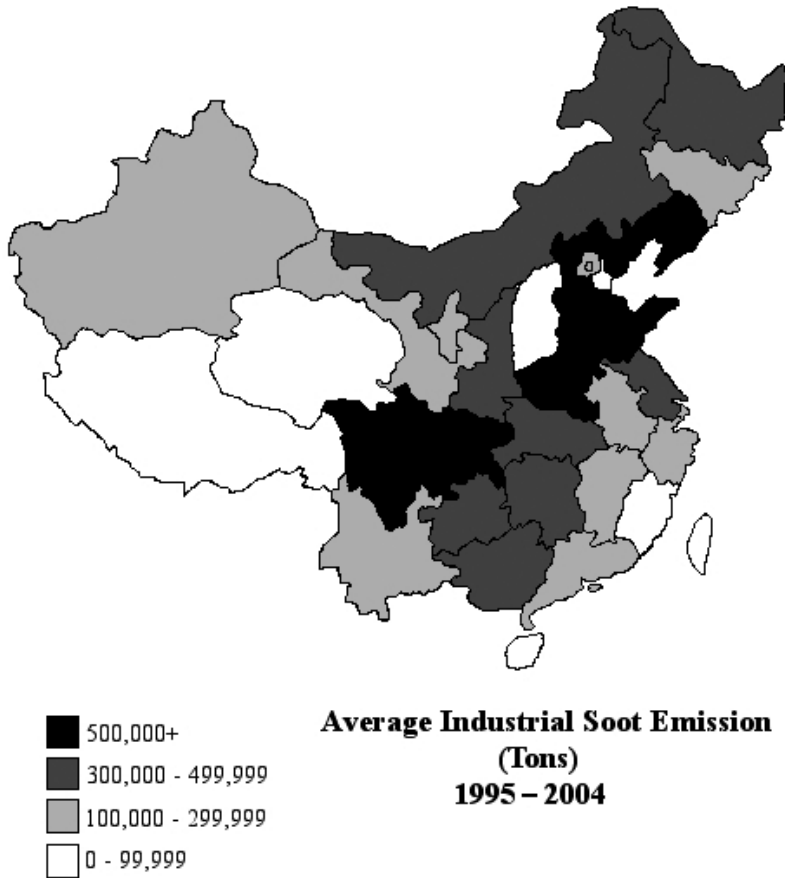 500,000+
300,000 - 499,999
100,000 - 299,999
0 - 99,999
Average Industrial Soot Emission
(Tons)
1995 – 2004